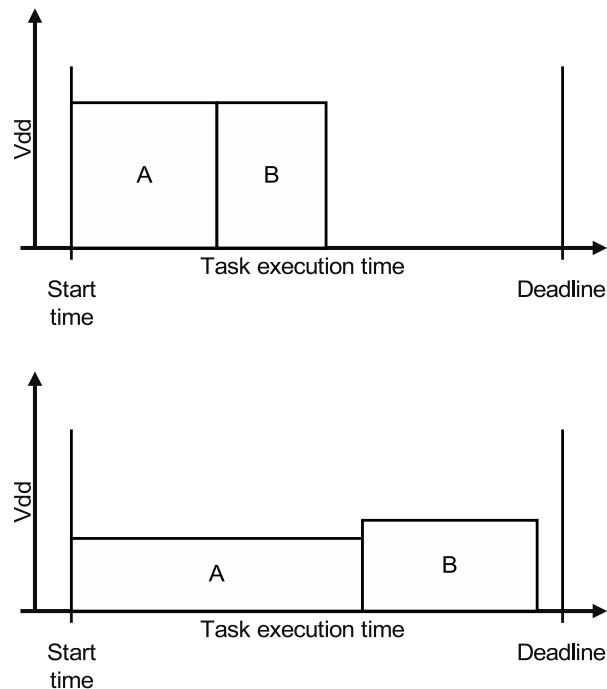 Vdd
A
B
Task execution time
Start
time
Deadline
Vdd
A
B
Task execution time
Start
time
Deadline